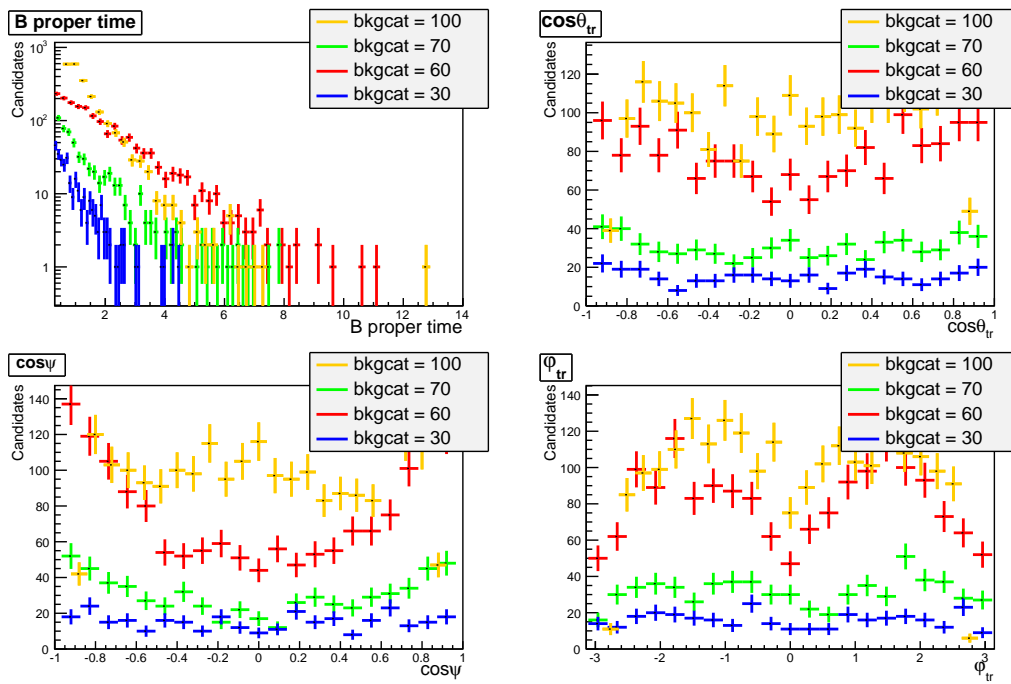 B proper time
Candidates
10³
10²
10
1
2 4 6 8 10 12 14
B proper time
bkgcat = 100
bkgcat = 70
bkgcat = 60
bkgcat = 30
cosθtr
Candidates
120
100
80
60
40
20
0
-1 -0.8 -0.6 -0.4 -0.2 0 0.2 0.4 0.6 0.8 1
cosθtr
bkgcat = 100
bkgcat = 70
bkgcat = 60
bkgcat = 30
cosψ
Candidates
140
120
100
80
60
40
20
0
-1 -0.8 -0.6 -0.4 -0.2 0 0.2 0.4 0.6 0.8 1
cosψ
bkgcat = 100
bkgcat = 70
bkgcat = 60
bkgcat = 30
φtr
Candidates
140
120
100
80
60
40
20
0
-3 -2 -1 0 1 2 3
φtr
bkgcat = 100
bkgcat = 70
bkgcat = 60
bkgcat = 30